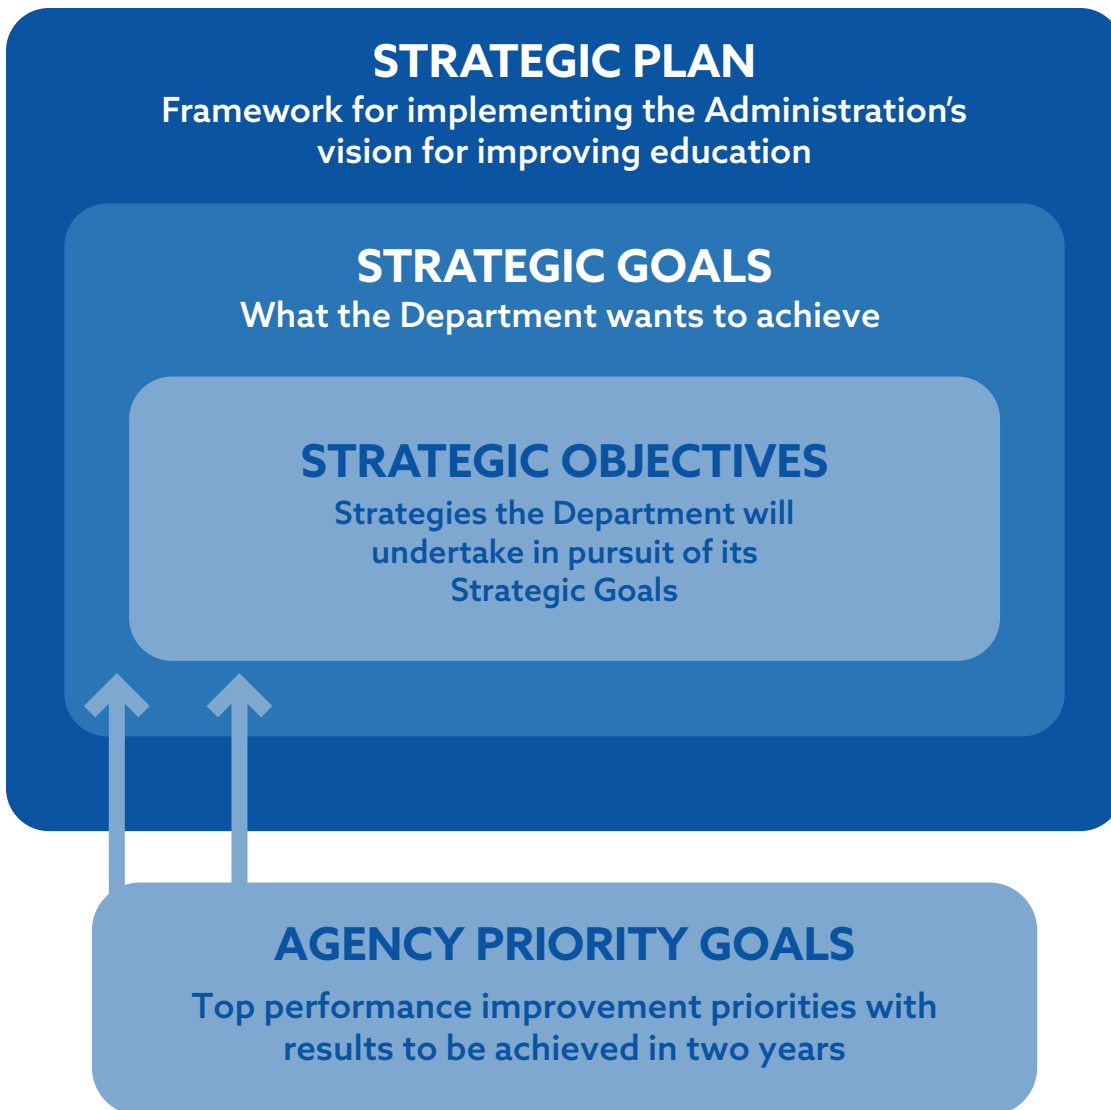 STRATEGIC PLAN
Framework for implementing the Administration’s
vision for improving education
STRATEGIC GOALS
What the Department wants to achieve
STRATEGIC OBJECTIVES
Strategies the Department will
undertake in pursuit of its
Strategic Goals
AGENCY PRIORITY GOALS
Top performance improvement priorities with
results to be achieved in two years